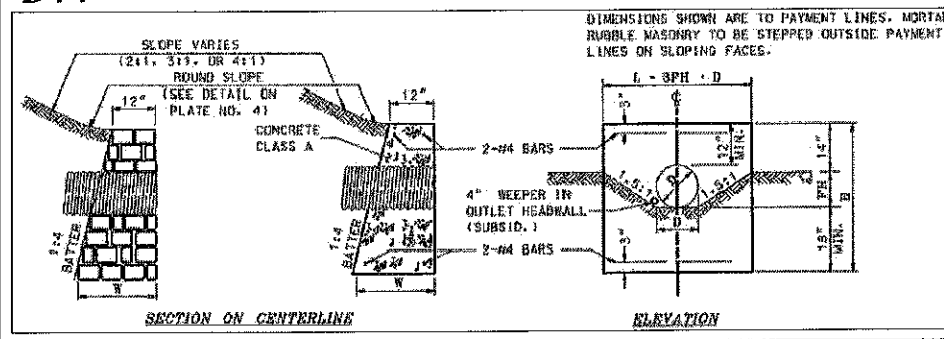 DIMENSIONS SHOWN ARE TO PAYMENT LINES. MORTAR
RUBBLE MASONRY TO BE STEPPED OUTSIDE PAYMENT
LINES ON SLOPING FACES.
SLOPE VARIES
(2:1, 3:1, OR 4:1)
ROUND SLOPE
(SEE DETAIL ON
PLATE NO. 4)
12"
12"
CONCRETE
CLASS A
2-#4 BARS
4" WEEPER IN
OUTLET HEADWALL
(SUBSID.)
2-#4 BARS
1:4
BATTER
W
1:4
BATTER
W
3"
12"
MIN.
14"
D
1.5:1
1.5:1
FH
H
D
3"
18"
MIN.
SECTION ON CENTERLINE
ELEVATION